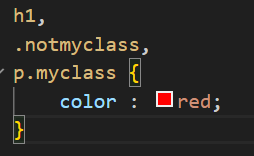 h1,
.notmyclass,
p.myclass {
    color : red;
}